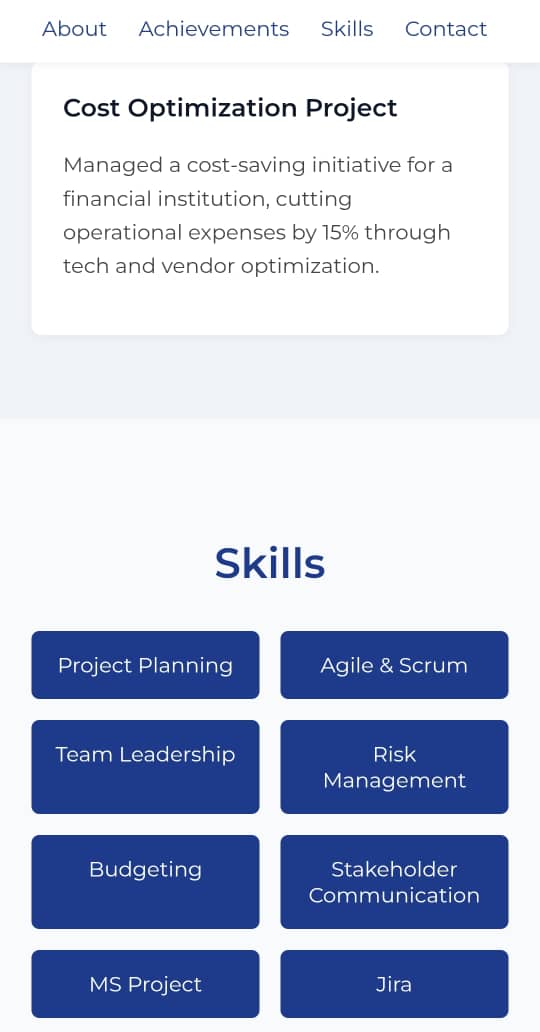 About Achievements Skills Contact
Cost Optimization Project
Managed a cost-saving initiative for a
financial institution, cutting
operational expenses by 15% through
tech and vendor optimization.
Skills
Project Planning
Agile & Scrum
Team Leadership
Risk
Management
Budgeting
Stakeholder
Communication
MS Project
Jira